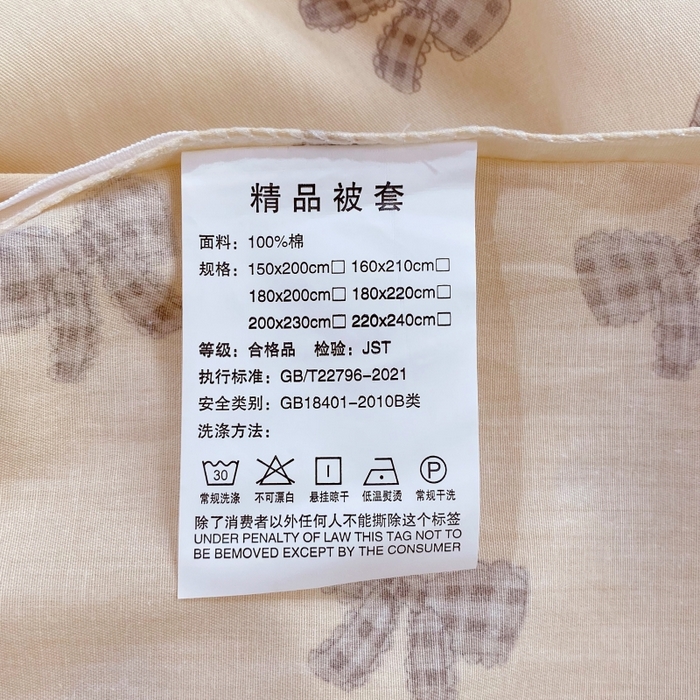 精品被套
面料：100%棉
规格：150x200cm□ 160x210cm□
180x200cm□ 180x220cm□
200x230cm□ 220x240cm□
等级：合格品 检验：JST
执行标准：GB/T22796-2021
安全类别：GB18401-2010B类
洗涤方法：
30 P
常规洗涤 不可漂白 悬挂晾干 低温熨烫 常规干洗
除了消费者以外任何人不能撕除这个标签
UNDER PENALTY OF LAW THIS TAG NOT TO
BE BEMOVED EXCEPT BY THE CONSUMER